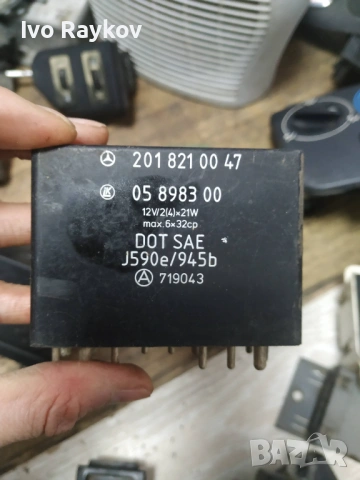 Ivo Raykov
201 821 00 47
05 8983 00
12V/2(4)×21W
max.6×32cp
DOT SAE
J590e/945b
A 719043
BAZAR